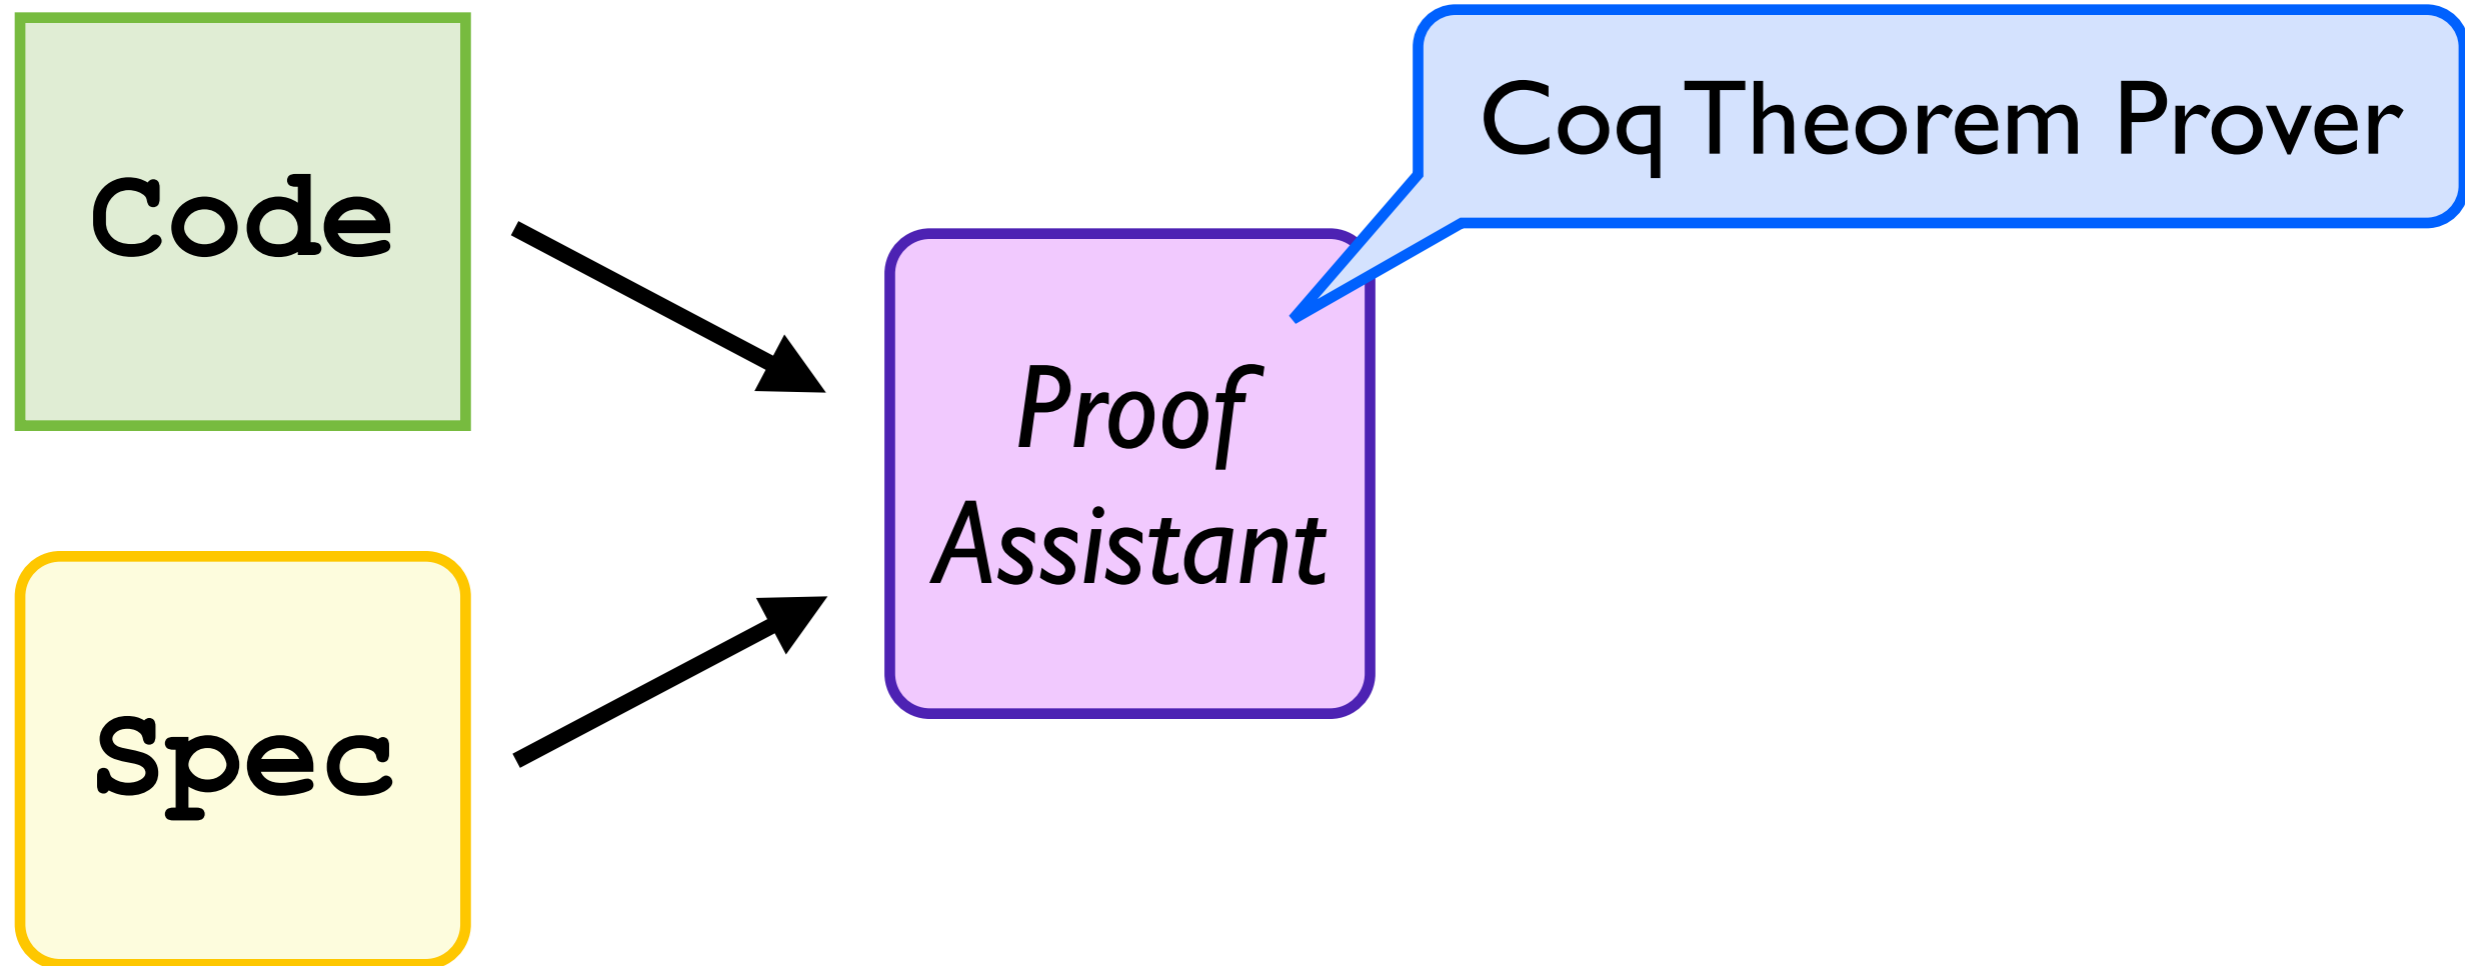 Code
Coq Theorem Prover
Proof
Assistant
Spec